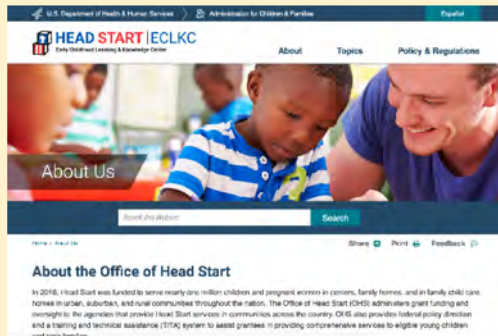 U.S. Department of Health & Human Services
Administration for Children & Families
Español
HEAD START | ECLKC
Early Childhood Learning & Knowledge Center
About
Topics
Policy & Regulations
About Us
Search this Website
Search
Home > About Us
Share
Print
Feedback
About the Office of Head Start
In 2016, Head Start was funded to serve nearly one million children and pregnant women in centers, family homes, and in family child care
homes in urban, suburban, and rural communities throughout the nation. The Office of Head Start (OHS) administers grant funding and
oversight to the agencies that provide Head Start services in communities across the country. OHS also provides federal policy direction
and a training and technical assistance (T/TA) system to assist grantees in providing comprehensive services to eligible young children
and their families.